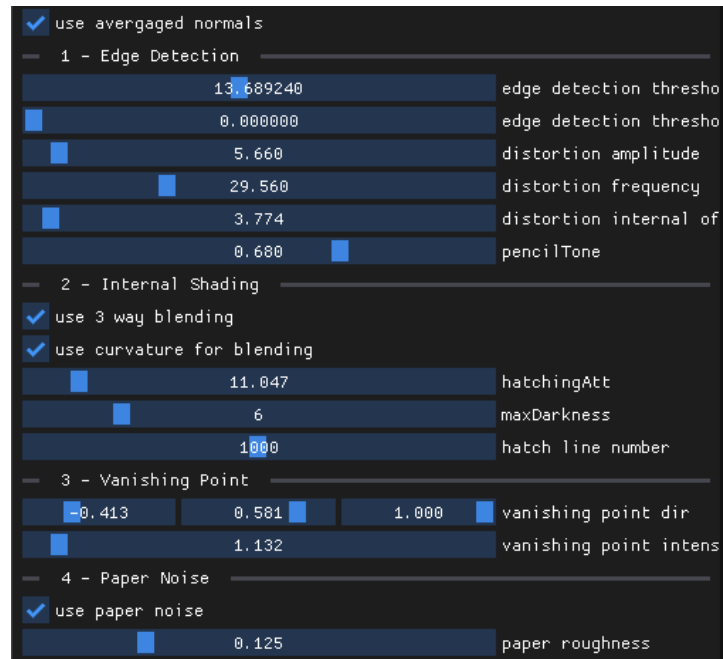 use avergaged normals
1 - Edge Detection
13.689240 edge detection thresho
0.000000 edge detection thresho
5.660 distortion amplitude
29.560 distortion frequency
3.774 distortion internal of
0.680 pencilTone
2 - Internal Shading
use 3 way blending
use curvature for blending
11.047 hatchingAtt
6 maxDarkness
1000 hatch line number
3 - Vanishing Point
-0.413 0.581 1.000 vanishing point dir
1.132 vanishing point intens
4 - Paper Noise
use paper noise
0.125 paper roughness